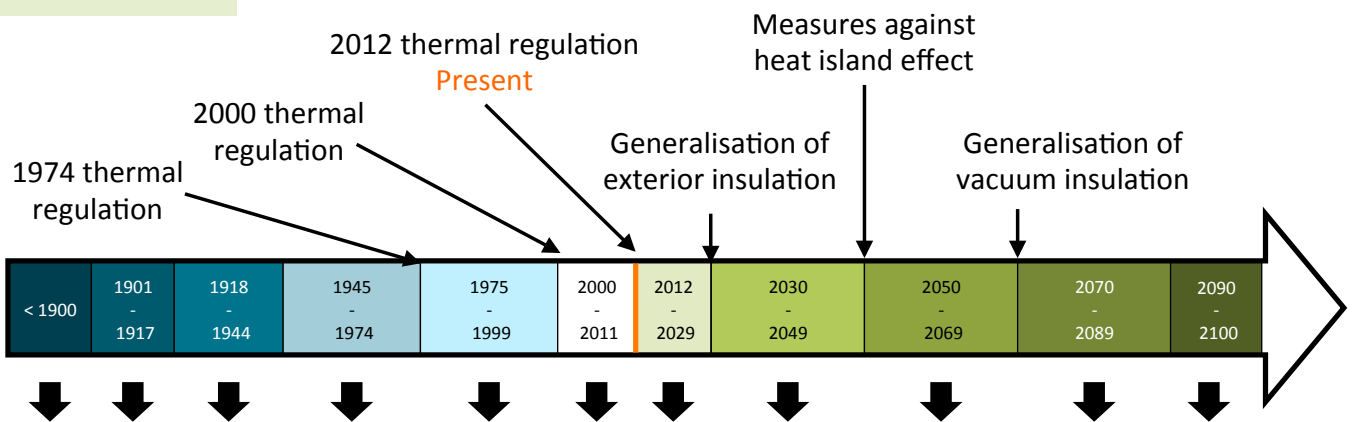 Measures against
heat island effect
2012 thermal regulation
Present
2000 thermal
regulation
Generalisation of
exterior insulation
Generalisation of
vacuum insulation
1974 thermal
regulation
< 1900
1901
-
1917
1918
-
1944
1945
-
1974
1975
-
1999
2000
-
2011
2012
-
2029
2030
-
2049
2050
-
2069
2070
-
2089
2090
-
2100